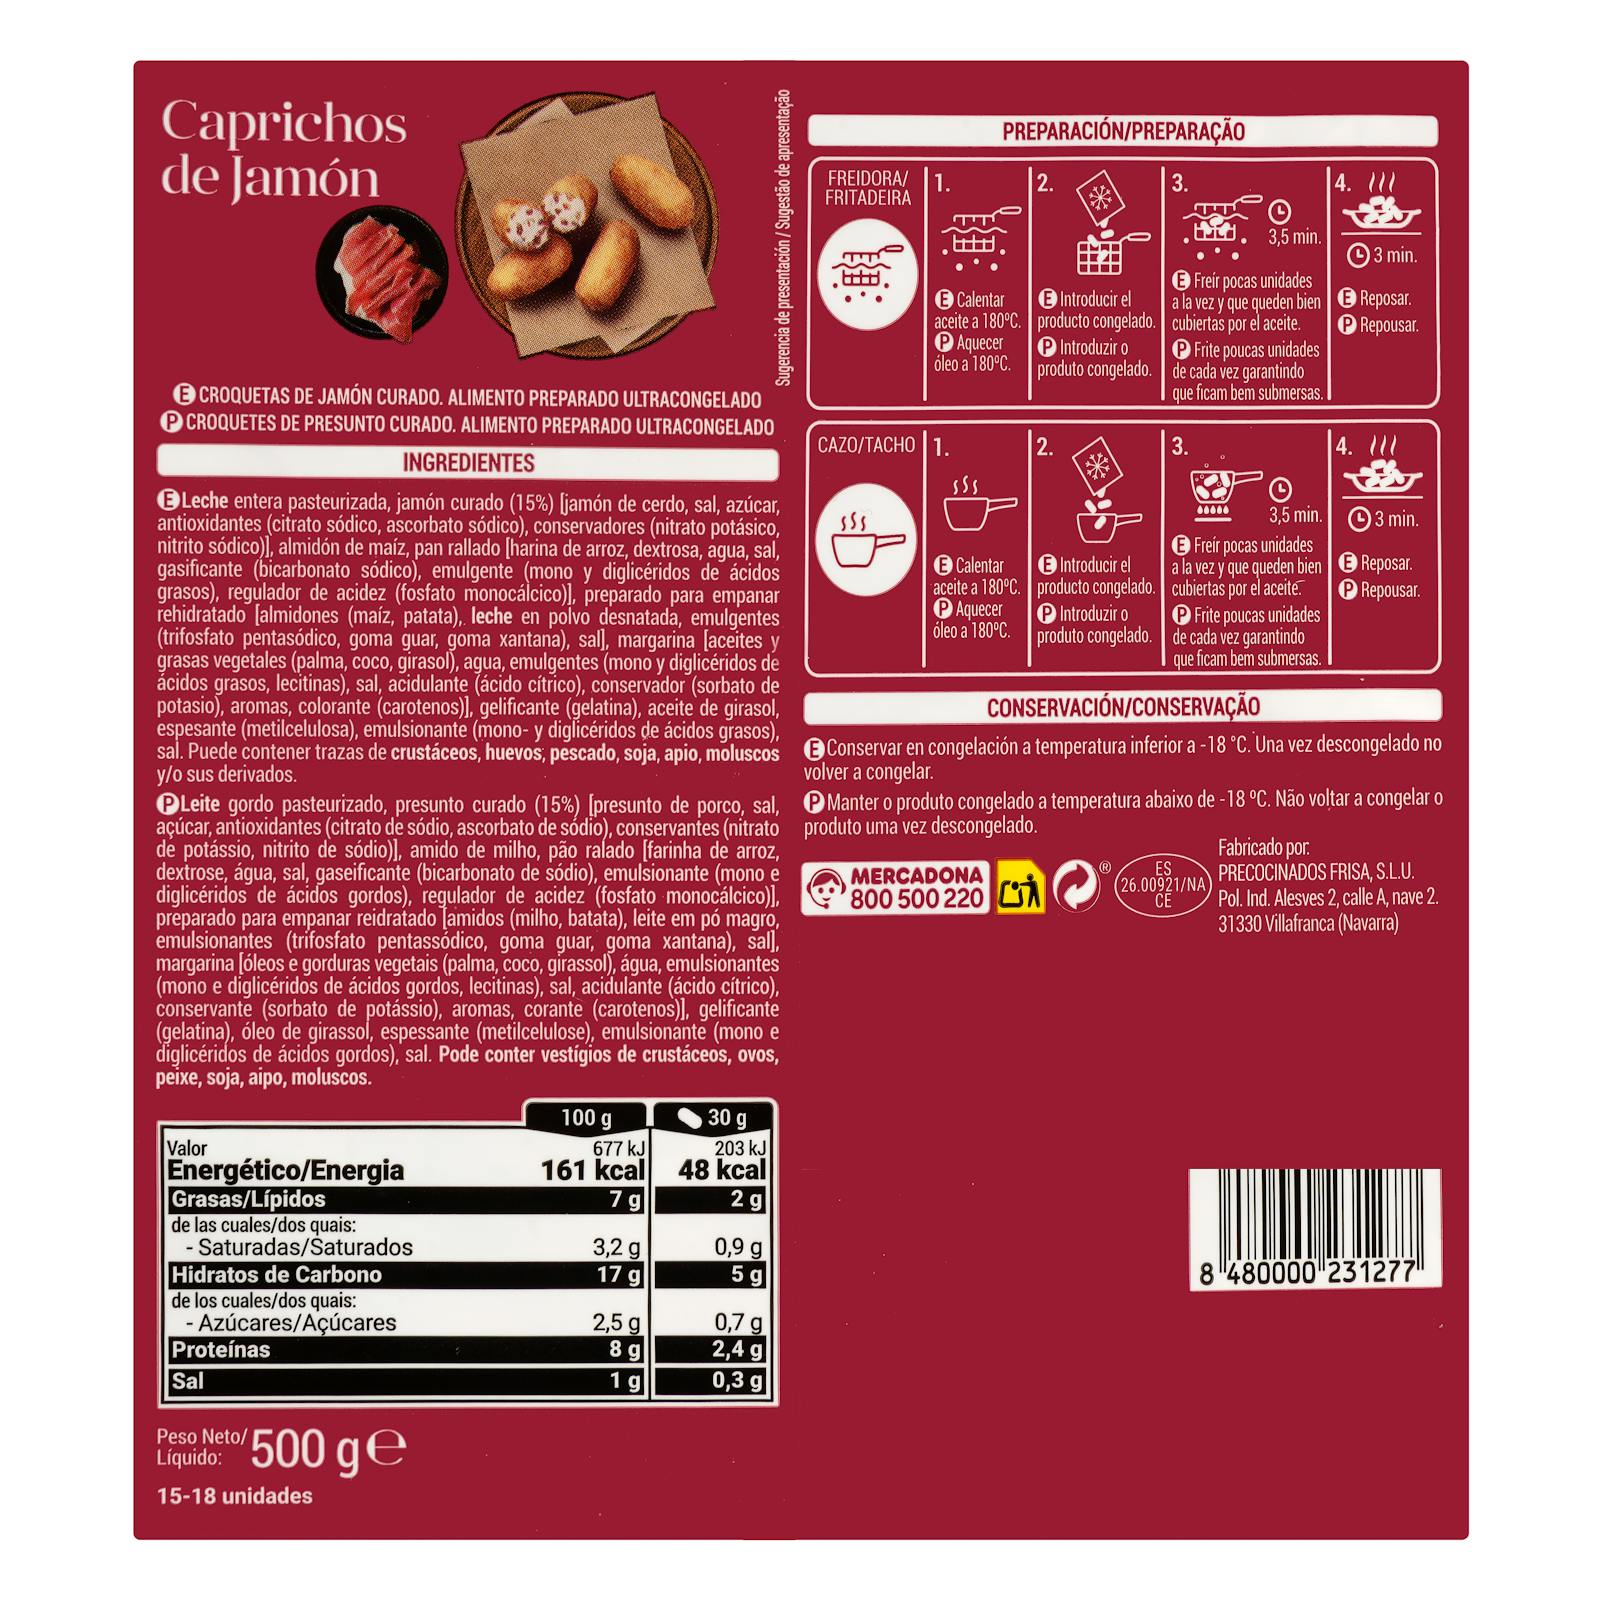 Caprichos
de Jamón
Sugerencia de presentación / Sugestão de apresentação
E CROQUETAS DE JAMÓN CURADO. ALIMENTO PREPARADO ULTRACONGELADO
P CROQUETES DE PRESUNTO CURADO. ALIMENTO PREPARADO ULTRACONGELADO
INGREDIENTES
E Leche entera pasteurizada, jamón curado (15%) [jamón de cerdo, sal, azúcar,
antioxidantes (citrato sódico, ascorbato sódico), conservadores (nitrato potásico,
nitrito sódico)], almidón de maíz, pan rallado [harina de arroz, dextrosa, agua, sal,
gasificante (bicarbonato sódico), emulgente (mono y diglicéridos de ácidos
grasos), regulador de acidez (fosfato monocálcico)], preparado para empanar
rehidratado [almidones (maíz, patata), leche en polvo desnatada, emulgentes
(trifosfato pentasódico, goma guar, goma xantana), sal], margarina [aceites y
grasas vegetales (palma, coco, girasol), agua, emulgentes (mono y diglicéridos de
ácidos grasos, lecitinas), sal, acidulante (ácido cítrico), conservador (sorbato de
potasio), aromas, colorante (carotenos)], gelificante (gelatina), aceite de girasol,
espesante (metilcelulosa), emulsionante (mono- y diglicéridos de ácidos grasos),
sal. Puede contener trazas de crustáceos, huevos, pescado, soja, apio, moluscos
y/o sus derivados.
P Leite gordo pasteurizado, presunto curado (15%) [presunto de porco, sal,
açúcar, antioxidantes (citrato de sódio, ascorbato de sódio), conservantes (nitrato
de potássio, nitrito de sódio)], amido de milho, pão ralado [farinha de arroz,
dextrose, água, sal, gaseificante (bicarbonato de sódio), emulsionante (mono e
diglicéridos de ácidos gordos), regulador de acidez (fosfato monocálcico)],
preparado para empanar reidratado [amidos (milho, batata), leite em pó magro,
emulsionantes (trifosfato pentassódico, goma guar, goma xantana), sal],
margarina [óleos e gorduras vegetais (palma, coco, girassol), água, emulsionantes
(mono e diglicéridos de ácidos gordos, lecitinas), sal, acidulante (ácido cítrico),
conservante (sorbato de potássio), aromas, corante (carotenos)], gelificante
(gelatina), óleo de girassol, espessante (metilcelulose), emulsionante (mono e
diglicéridos de ácidos gordos), sal. Pode conter vestígios de crustáceos, ovos,
peixe, soja, aipo, moluscos.
100 g 30 g
Valor 677 kJ 203 kJ
Energético/Energia 161 kcal 48 kcal
Grasas/Lípidos 7 g 2 g
de las cuales/dos quais:
- Saturadas/Saturados 3,2 g 0,9 g
Hidratos de Carbono 17 g 5 g
de los cuales/dos quais:
- Azúcares/Açúcares 2,5 g 0,7 g
Proteínas 8 g 2,4 g
Sal 1 g 0,3 g
Peso Neto/
Líquido: 500 g e
15-18 unidades
PREPARACIÓN/PREPARAÇÃO
FREIDORA/
FRITADEIRA
1.
E Calentar
aceite a 180ºC.
P Aquecer
óleo a 180ºC.
2.
E Introducir el
producto congelado.
P Introduzir o
produto congelado.
3.
3,5 min.
E Freír pocas unidades
a la vez y que queden bien
cubiertas por el aceite.
P Frite poucas unidades
de cada vez garantindo
que ficam bem submersas.
4.
3 min.
E Reposar.
P Repousar.
CAZO/TACHO
1.
E Calentar
aceite a 180ºC.
P Aquecer
óleo a 180ºC.
2.
E Introducir el
producto congelado.
P Introduzir o
produto congelado.
3.
3,5 min.
E Freír pocas unidades
a la vez y que queden bien
cubiertas por el aceite.
P Frite poucas unidades
de cada vez garantindo
que ficam bem submersas.
4.
3 min.
E Reposar.
P Repousar.
CONSERVACIÓN/CONSERVAÇÃO
E Conservar en congelación a temperatura inferior a -18 °C. Una vez descongelado no
volver a congelar.
P Manter o produto congelado a temperatura abaixo de -18 ºC. Não voltar a congelar o
produto uma vez descongelado.
MERCADONA
800 500 220
®
ES
26.00921/NA
CE
Fabricado por:
PRECOCINADOS FRISA, S.L.U.
Pol. Ind. Alesves 2, calle A, nave 2.
31330 Villafranca (Navarra)
8 480000 231277